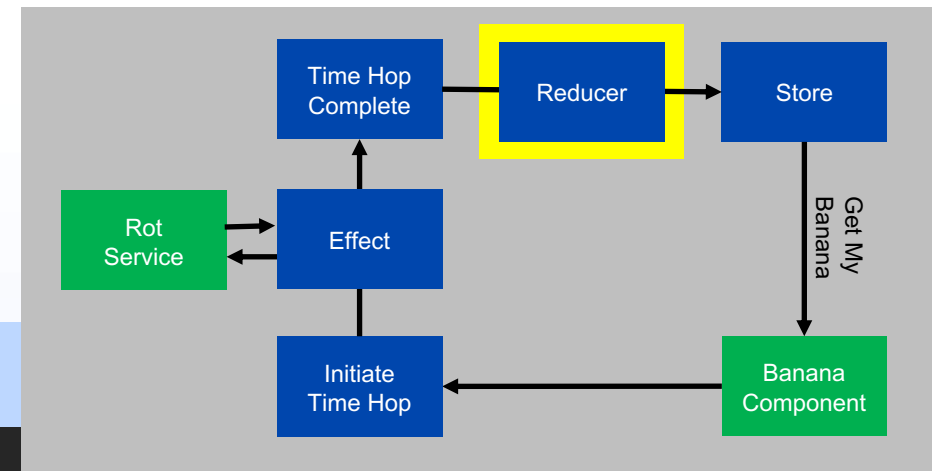 Time Hop
Complete
Reducer
Store
Rot
Service
Effect
Get My
Banana
Initiate
Time Hop
Banana
Component